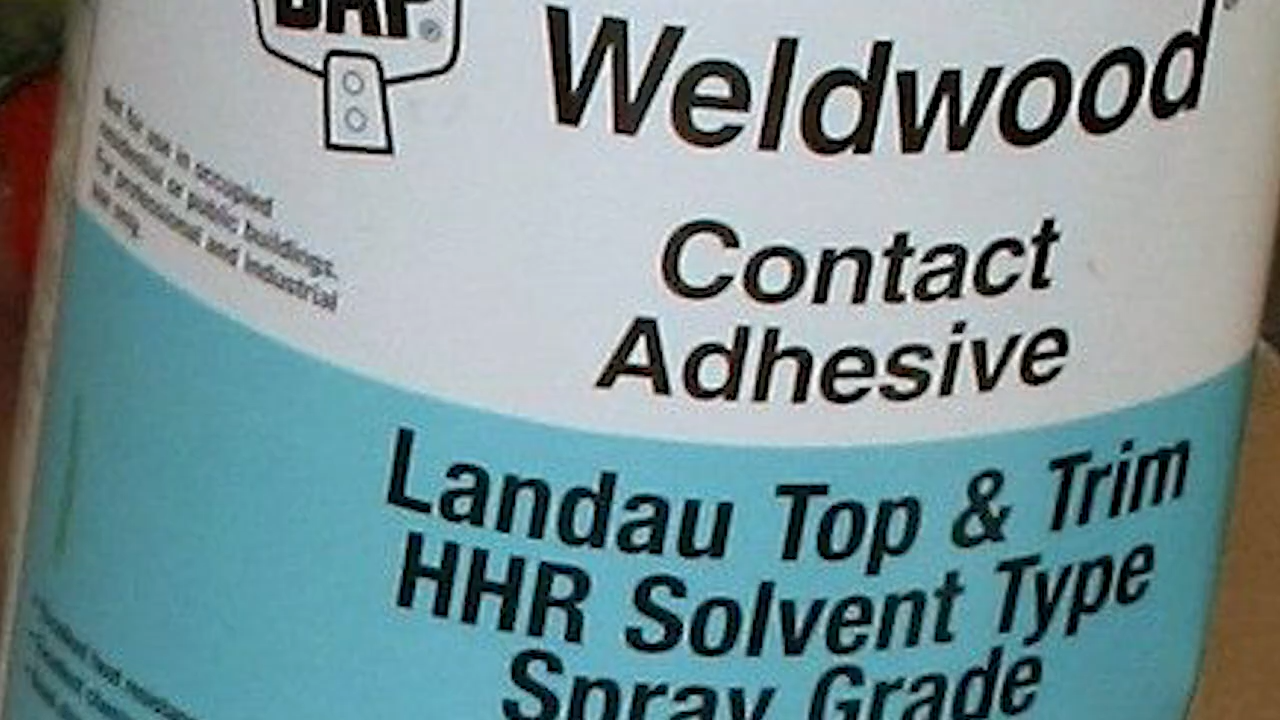 DAP®
Weldwood
Not for use in occupied
residential or public buildings.
For professional and industrial
use only.
Contact
Adhesive
Landau Top & Trim
HHR Solvent Type
Spray Grade